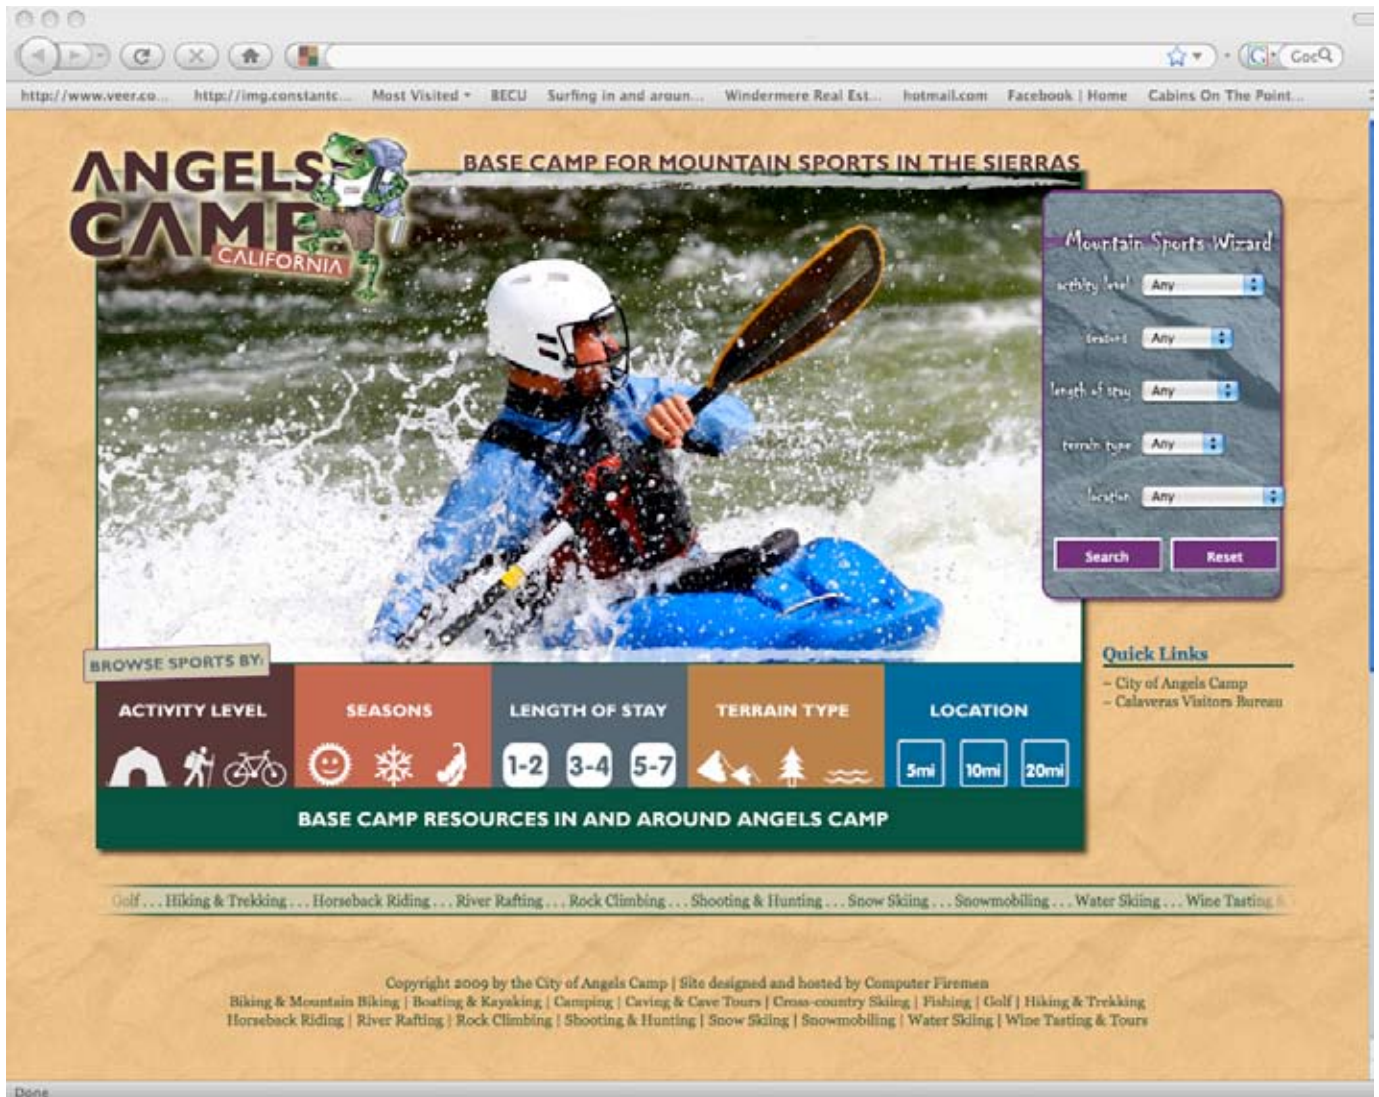 http://www.veer.co... http://img.constantc... Most Visited BECU Surfing in and aroun... Windermere Real Est... hotmail.com Facebook | Home Cabins On The Point...
ANGELS
CAMP
CALIFORNIA
BASE CAMP FOR MOUNTAIN SPORTS IN THE SIERRAS
Mountain Sports Wizard
activity level Any
seasons Any
length of stay Any
terrain type Any
location Any
Search Reset
Quick Links
~ City of Angels Camp
~ Calaveras Visitors Bureau
BROWSE SPORTS BY:
ACTIVITY LEVEL SEASONS LENGTH OF STAY TERRAIN TYPE LOCATION
1-2 3-4 5-7 5mi 10mi 20mi
BASE CAMP RESOURCES IN AND AROUND ANGELS CAMP
Golf . . . Hiking & Trekking . . . Horseback Riding . . . River Rafting . . . Rock Climbing . . . Shooting & Hunting . . . Snow Skiing . . . Snowmobiling . . . Water Skiing . . . Wine Tasting &
Copyright 2009 by the City of Angels Camp | Site designed and hosted by Computer Firemen
Biking & Mountain Biking | Boating & Kayaking | Camping | Caving & Cave Tours | Cross-country Skiing | Fishing | Golf | Hiking & Trekking
Horseback Riding | River Rafting | Rock Climbing | Shooting & Hunting | Snow Skiing | Snowmobiling | Water Skiing | Wine Tasting & Tours
Done